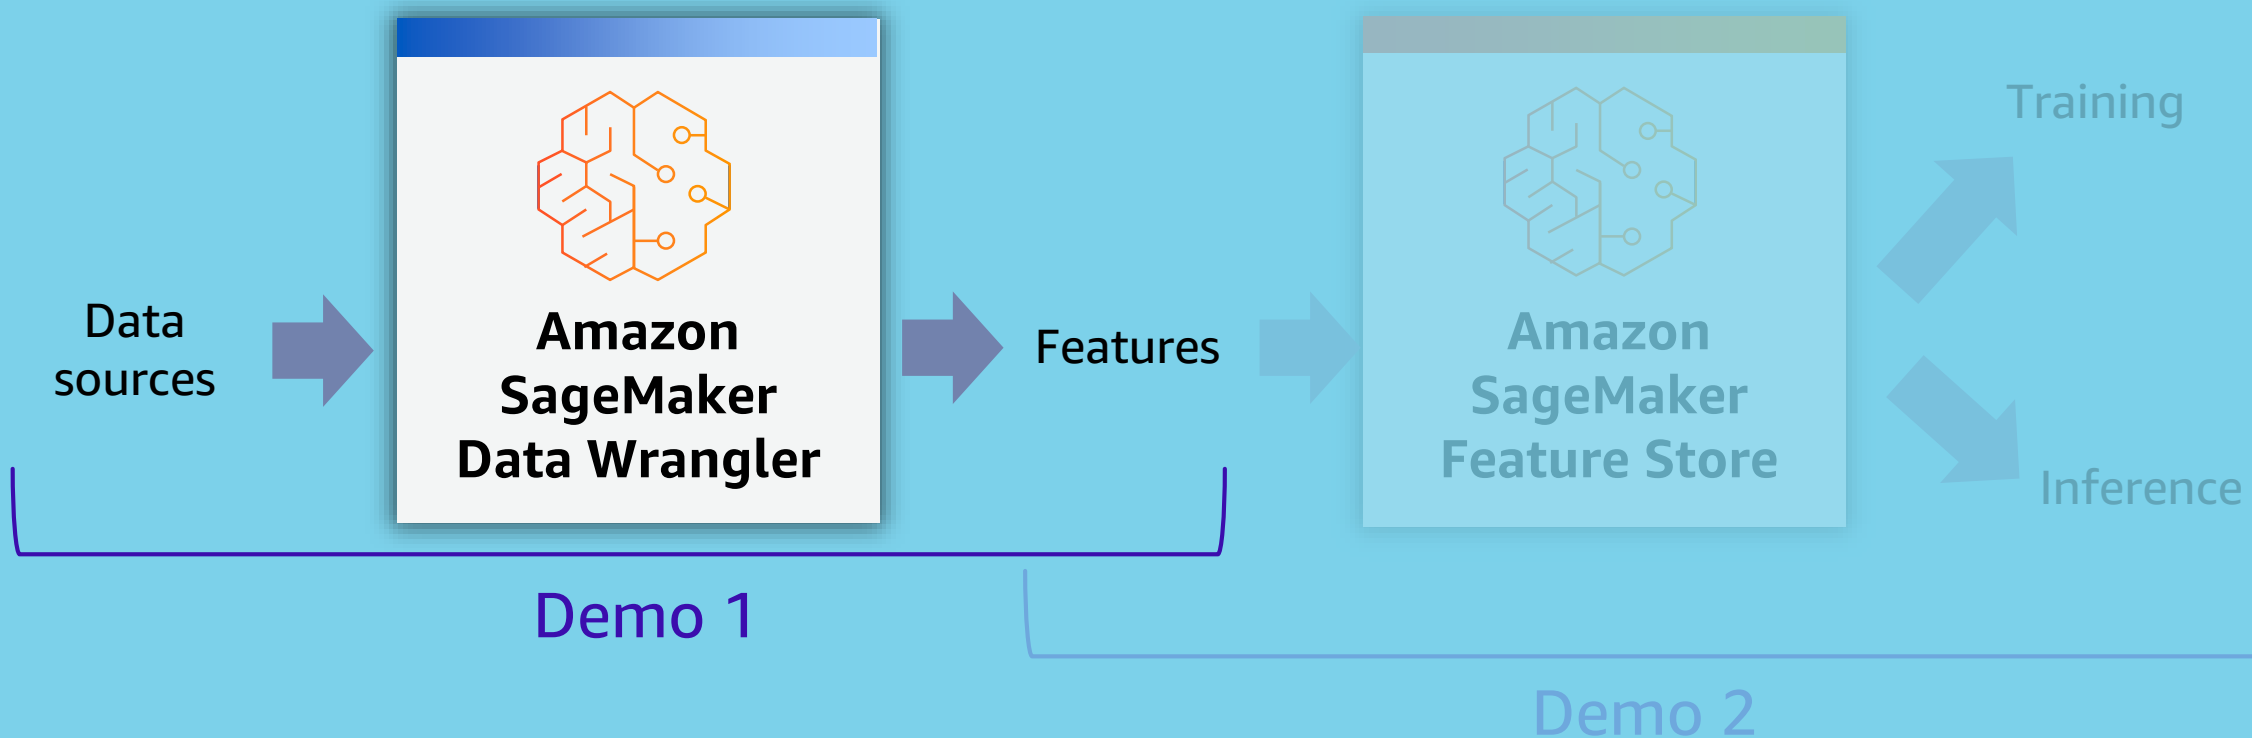 Data
sources
Amazon
SageMaker
Data Wrangler
Features
Amazon
SageMaker
Feature Store
Training
Inference
Demo 1
Demo 2